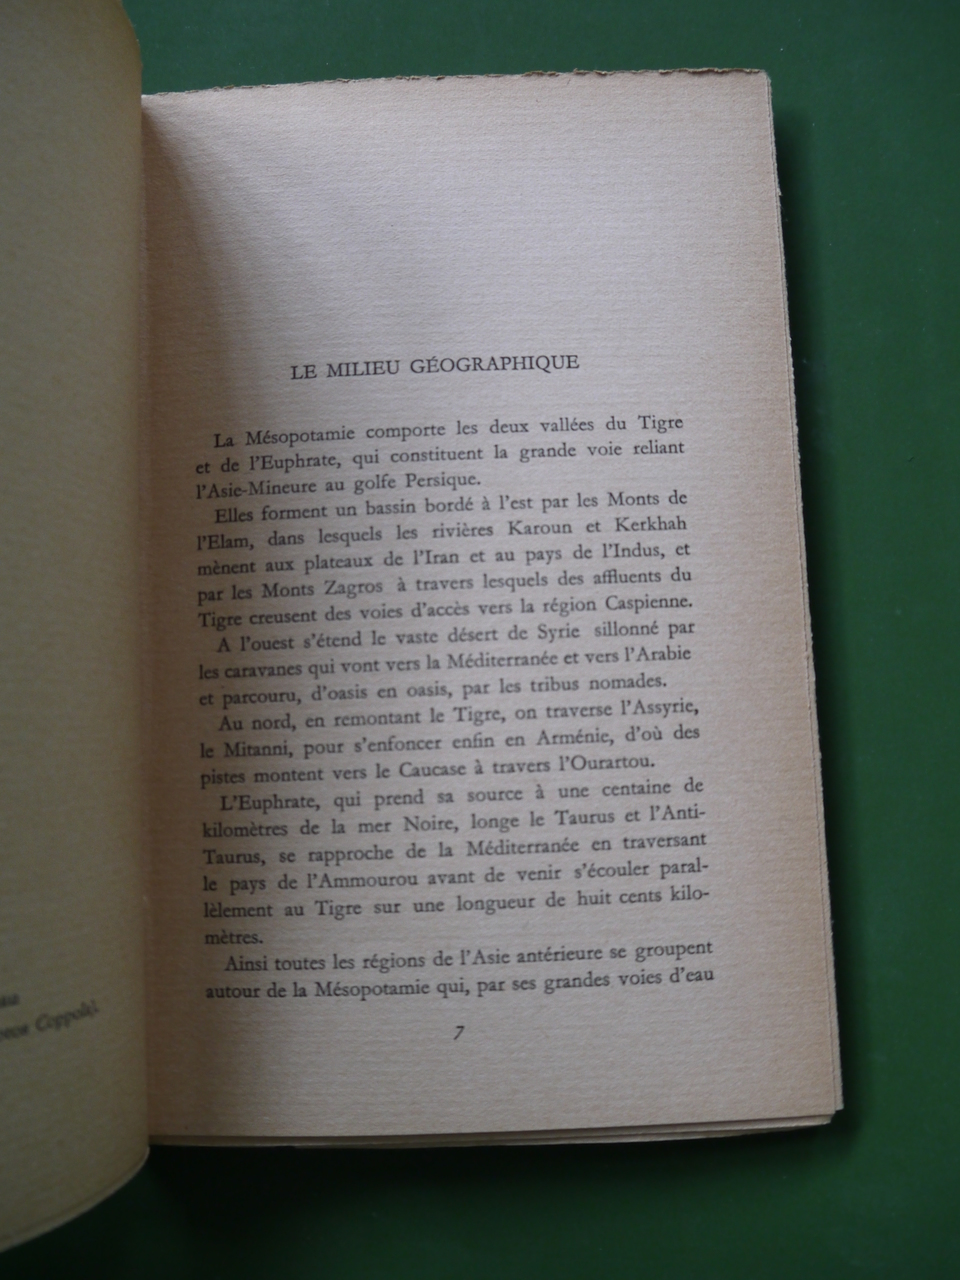 LE MILIEU GÉOGRAPHIQUE
La Mésopotamie comporte les deux vallées du Tigre
et de l'Euphrate, qui constituent la grande voie reliant
l'Asie-Mineure au golfe Persique.
Elles forment un bassin bordé à l'est par les Monts de
l'Elam, dans lesquels les rivières Karoun et Kerkhah
mènent aux plateaux de l'Iran et au pays de l'Indus, et
par les Monts Zagros à travers lesquels des affluents du
Tigre creusent des voies d'accès vers la région Caspienne.
A l'ouest s'étend le vaste désert de Syrie sillonné par
les caravanes qui vont vers la Méditerranée et vers l'Arabie
et parcouru, d'oasis en oasis, par les tribus nomades.
Au nord, en remontant le Tigre, on traverse l'Assyrie,
le Mitanni, pour s'enfoncer enfin en Arménie, d'où des
pistes montent vers le Caucase à travers l'Ourartou.
L'Euphrate, qui prend sa source à une centaine de
kilomètres de la mer Noire, longe le Taurus et l'Anti-
Taurus, se rapproche de la Méditerranée en traversant
le pays de l'Ammourou avant de venir s'écouler paral-
lèlement au Tigre sur une longueur de huit cents kilo-
mètres.
Ainsi toutes les régions de l'Asie antérieure se groupent
autour de la Mésopotamie qui, par ses grandes voies d'eau
7